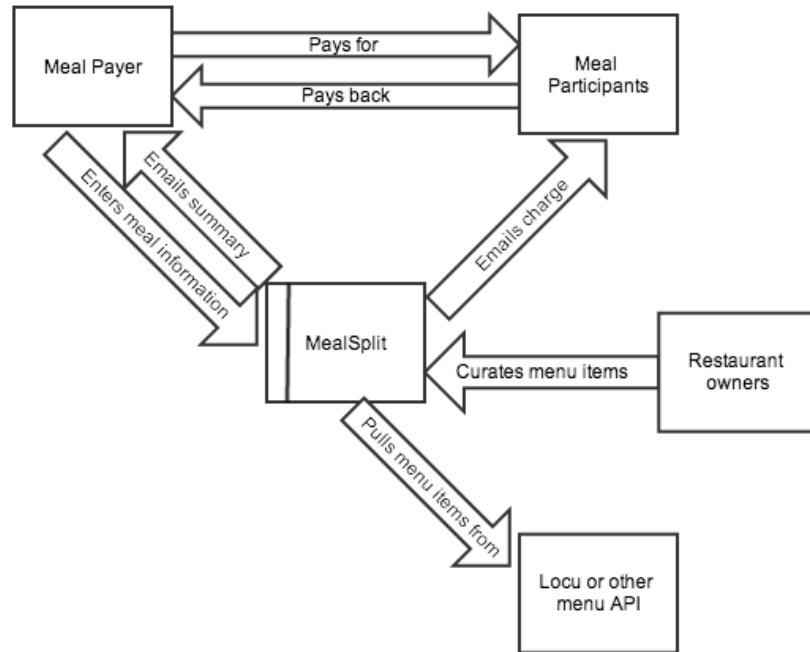 Meal Payer
Pays for
Pays back
Meal
Participants
Enters meal information
Emails summary
Emails charge
MealSplit
Curates menu items
Restaurant
owners
Pulls menu items from
Locu or other
menu API